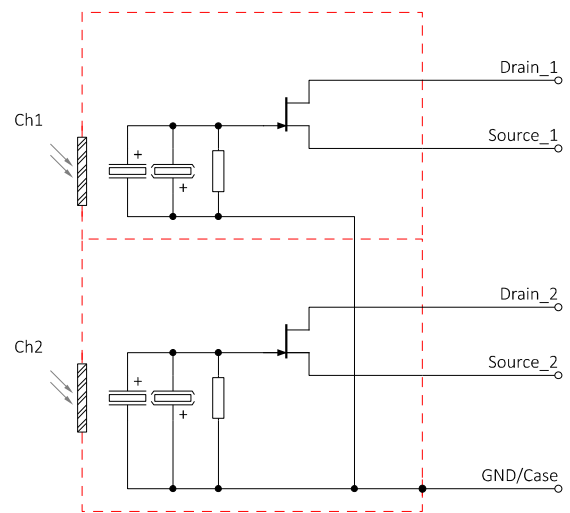 Drain_1
Ch1
Source_1
+
+
Drain_2
Ch2
Source_2
+
+
GND/Case